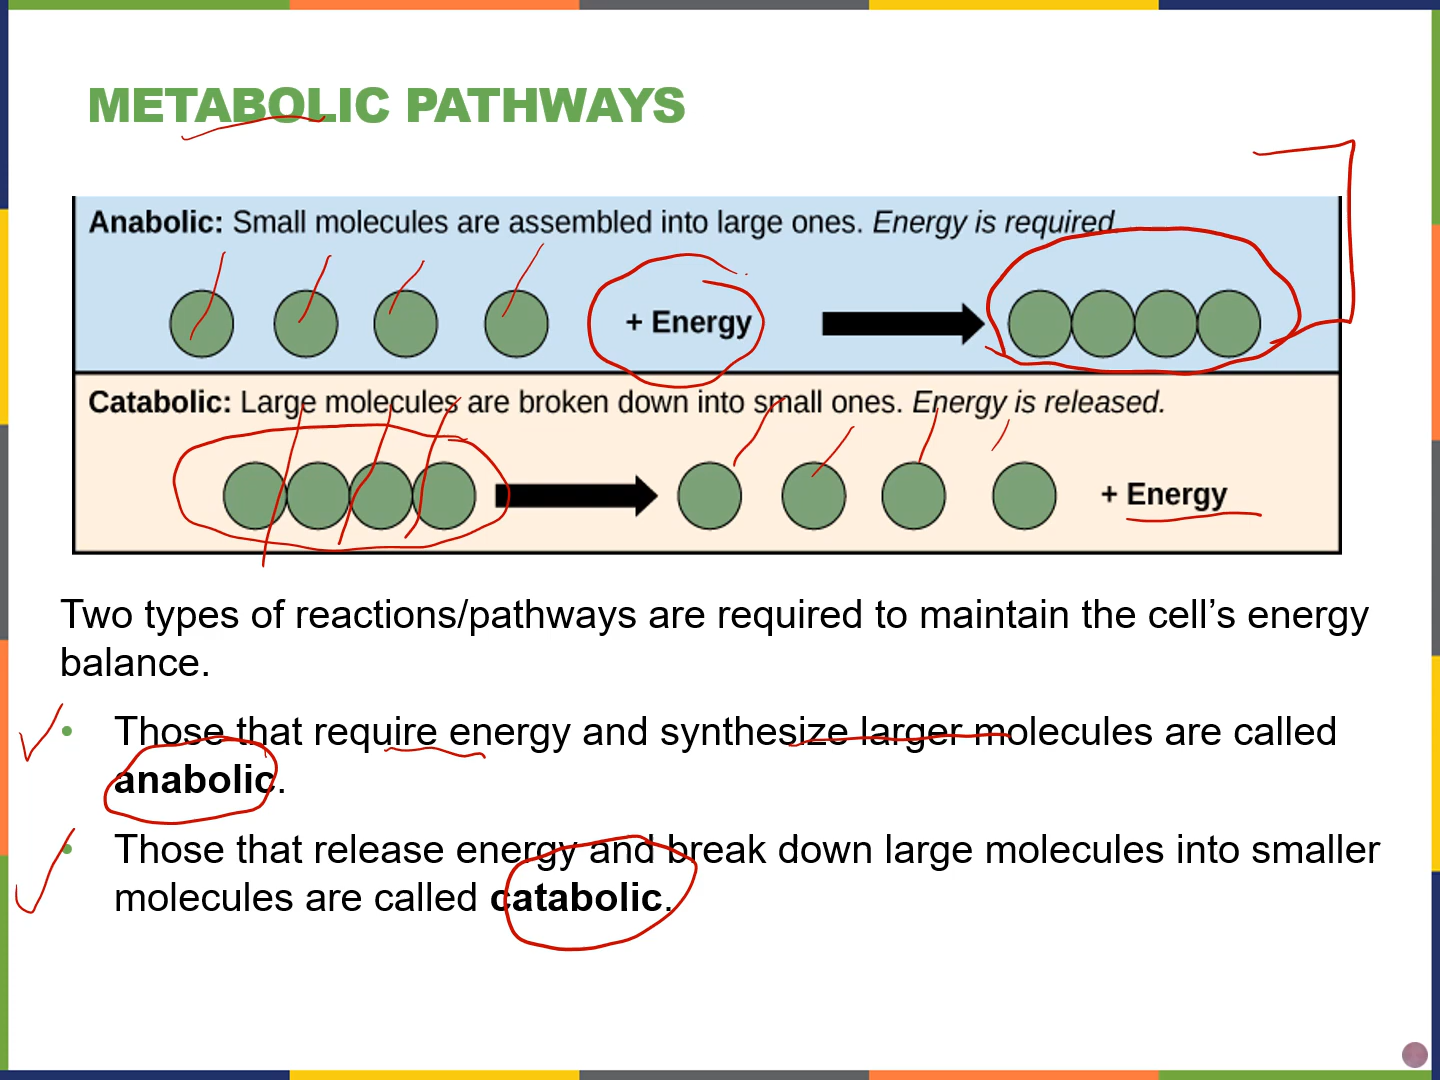 METABOLIC PATHWAYS
Anabolic: Small molecules are assembled into large ones. Energy is required.
+ Energy
Catabolic: Large molecules are broken down into small ones. Energy is released.
+ Energy
Two types of reactions/pathways are required to maintain the cell’s energy
balance.
• Those that require energy and synthesize larger molecules are called
anabolic.
• Those that release energy and break down large molecules into smaller
molecules are called catabolic.